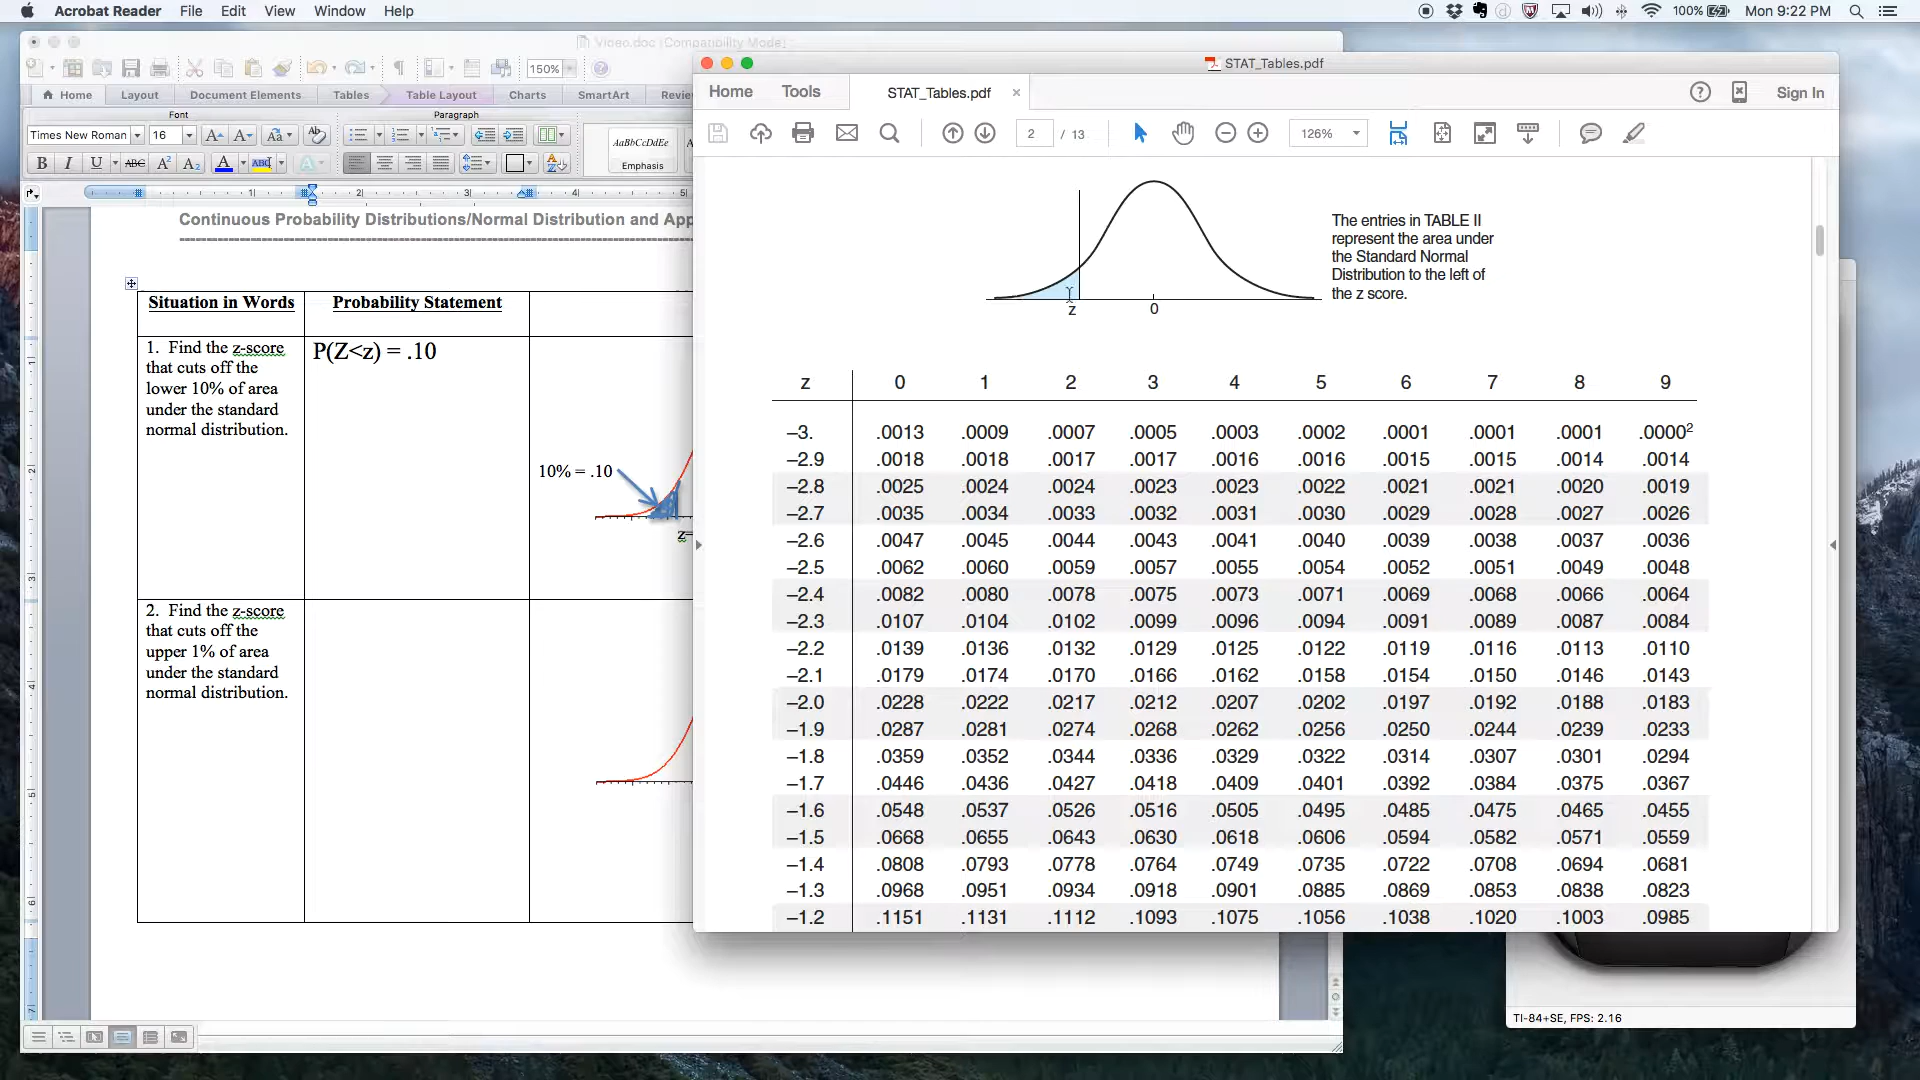 Acrobat Reader File Edit View Window Help
100% Mon 9:22 PM
Video.doc [Compatibility Mode]
150%
Home Layout Document Elements Tables Table Layout Charts SmartArt Revie
Font Paragraph
Times New Roman 16
AaBbCcDdEe
Emphasis
Continuous Probability Distributions/Normal Distribution and App
Situation in Words Probability Statement
1. Find the z-score
that cuts off the
lower 10% of area
under the standard
normal distribution.
P(Z<z) = .10
10% = .10
z=
2. Find the z-score
that cuts off the
upper 1% of area
under the standard
normal distribution.
STAT_Tables.pdf
Home Tools STAT_Tables.pdf × Sign In
2 / 13 126%
The entries in TABLE II
represent the area under
the Standard Normal
Distribution to the left of
the z score.
z 0
z 0 1 2 3 4 5 6 7 8 9
–3. .0013 .0009 .0007 .0005 .0003 .0002 .0001 .0001 .0001 .0000²
–2.9 .0018 .0018 .0017 .0017 .0016 .0016 .0015 .0015 .0014 .0014
–2.8 .0025 .0024 .0024 .0023 .0023 .0022 .0021 .0021 .0020 .0019
–2.7 .0035 .0034 .0033 .0032 .0031 .0030 .0029 .0028 .0027 .0026
–2.6 .0047 .0045 .0044 .0043 .0041 .0040 .0039 .0038 .0037 .0036
–2.5 .0062 .0060 .0059 .0057 .0055 .0054 .0052 .0051 .0049 .0048
–2.4 .0082 .0080 .0078 .0075 .0073 .0071 .0069 .0068 .0066 .0064
–2.3 .0107 .0104 .0102 .0099 .0096 .0094 .0091 .0089 .0087 .0084
–2.2 .0139 .0136 .0132 .0129 .0125 .0122 .0119 .0116 .0113 .0110
–2.1 .0179 .0174 .0170 .0166 .0162 .0158 .0154 .0150 .0146 .0143
–2.0 .0228 .0222 .0217 .0212 .0207 .0202 .0197 .0192 .0188 .0183
–1.9 .0287 .0281 .0274 .0268 .0262 .0256 .0250 .0244 .0239 .0233
–1.8 .0359 .0352 .0344 .0336 .0329 .0322 .0314 .0307 .0301 .0294
–1.7 .0446 .0436 .0427 .0418 .0409 .0401 .0392 .0384 .0375 .0367
–1.6 .0548 .0537 .0526 .0516 .0505 .0495 .0485 .0475 .0465 .0455
–1.5 .0668 .0655 .0643 .0630 .0618 .0606 .0594 .0582 .0571 .0559
–1.4 .0808 .0793 .0778 .0764 .0749 .0735 .0722 .0708 .0694 .0681
–1.3 .0968 .0951 .0934 .0918 .0901 .0885 .0869 .0853 .0838 .0823
–1.2 .1151 .1131 .1112 .1093 .1075 .1056 .1038 .1020 .1003 .0985
TI-84+SE, FPS: 2.16